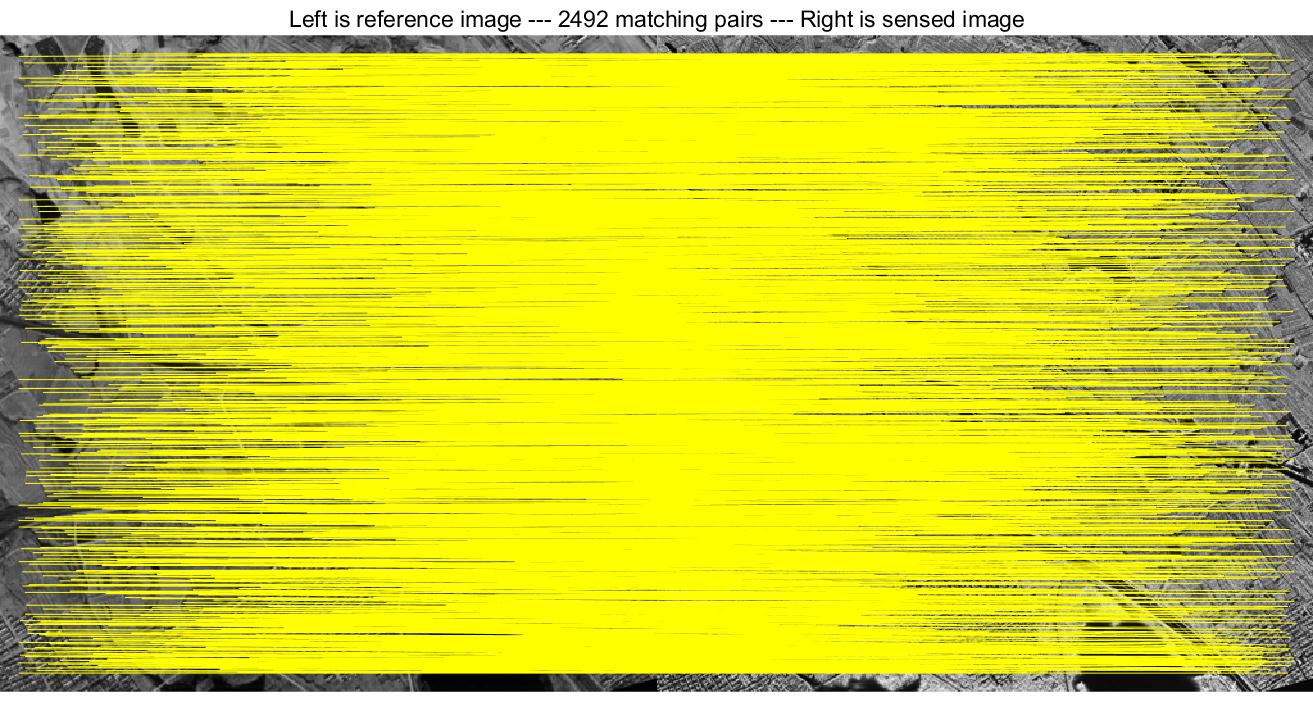 Left is reference image --- 2492 matching pairs --- Right is sensed image